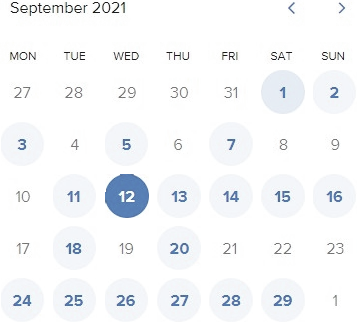 September 2021
MON TUE WED THU FRI SAT SUN
27 28 29 30 31 1 2
3 4 5 6 7 8 9
10 11 12 13 14 15 16
17 18 19 20 21 22 23
24 25 26 27 28 29 1